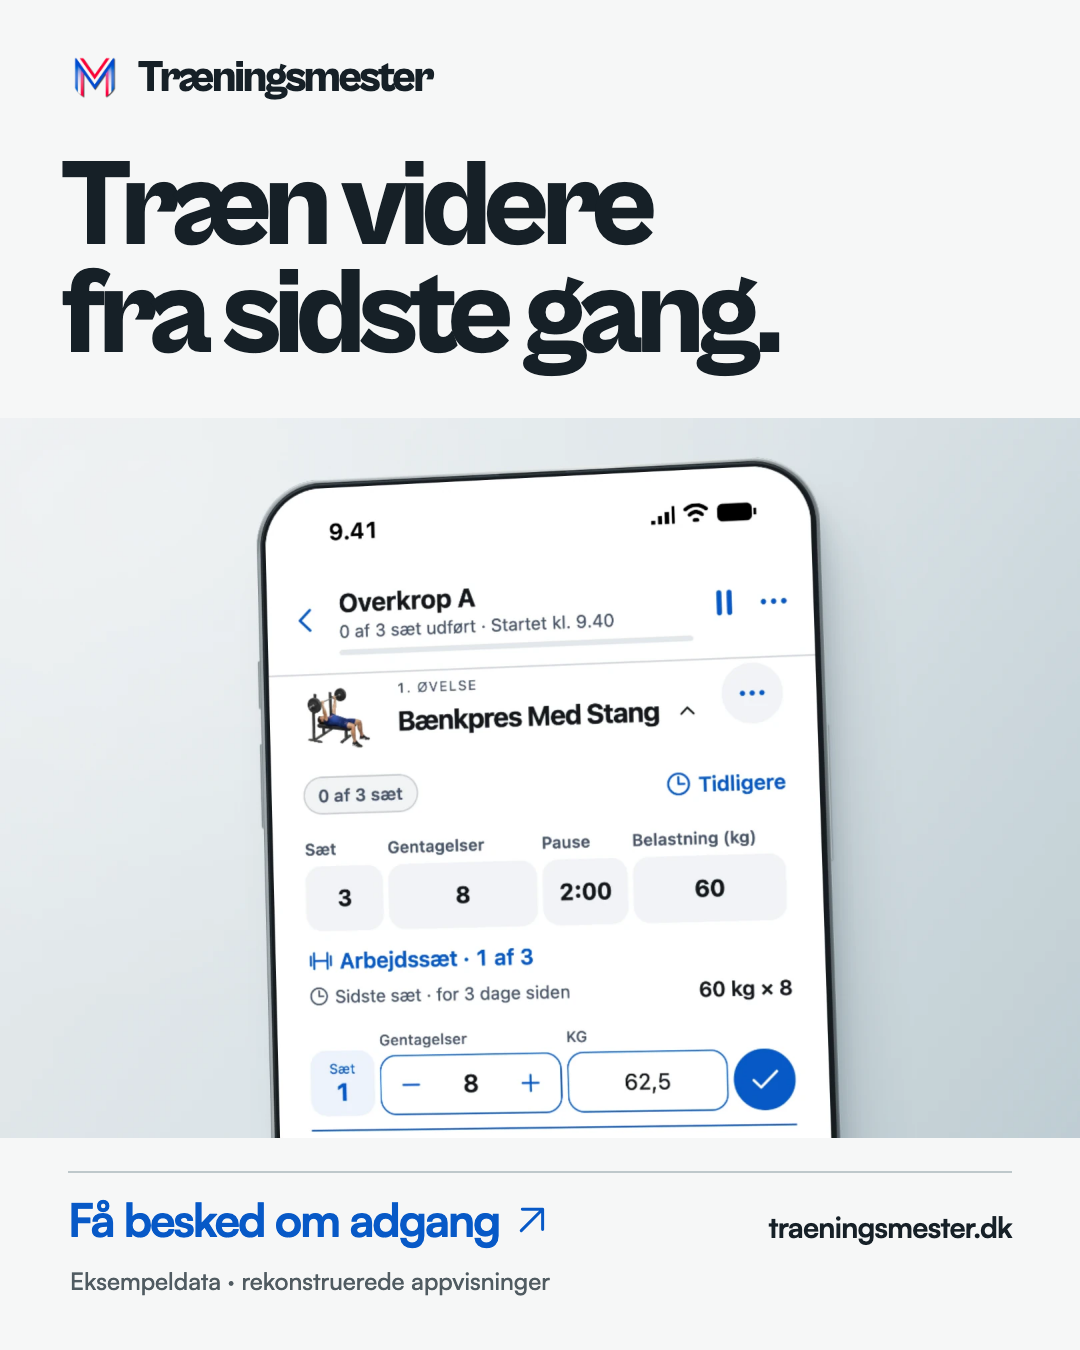 Træningsmester
Træn videre
fra sidste gang.
9.41
Overkrop A
0 af 3 sæt udført · Startet kl. 9.40
1. ØVELSE
Bænkpres Med Stang
0 af 3 sæt
Tidligere
Sæt Gentagelser Pause Belastning (kg)
3 8 2:00 60
Arbejdssæt · 1 af 3
Sidste sæt · for 3 dage siden 60 kg × 8
Gentagelser KG
Sæt
1 − 8 + 62,5
Få besked om adgang
traeningsmester.dk
Eksempeldata · rekonstruerede appvisninger